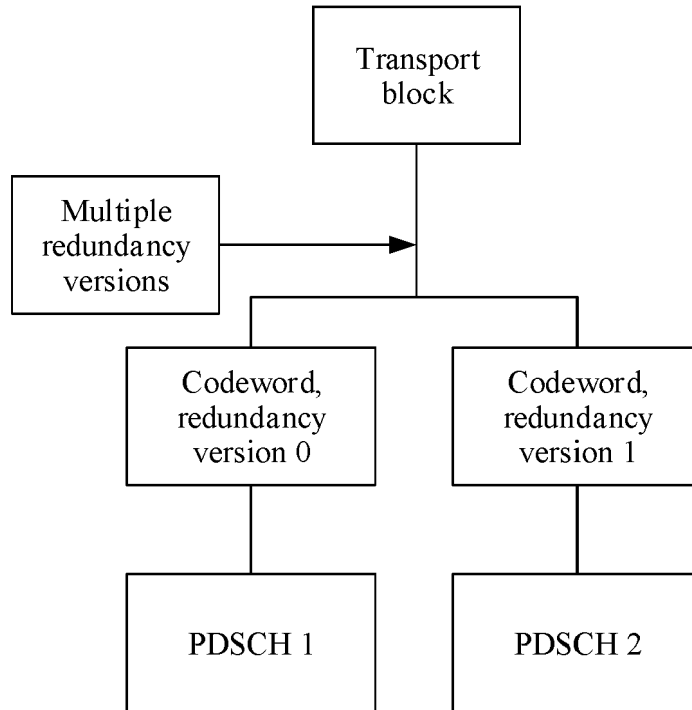 Transport
block
Multiple
redundancy
versions
Codeword,
redundancy
version 0
Codeword,
redundancy
version 1
PDSCH 1
PDSCH 2